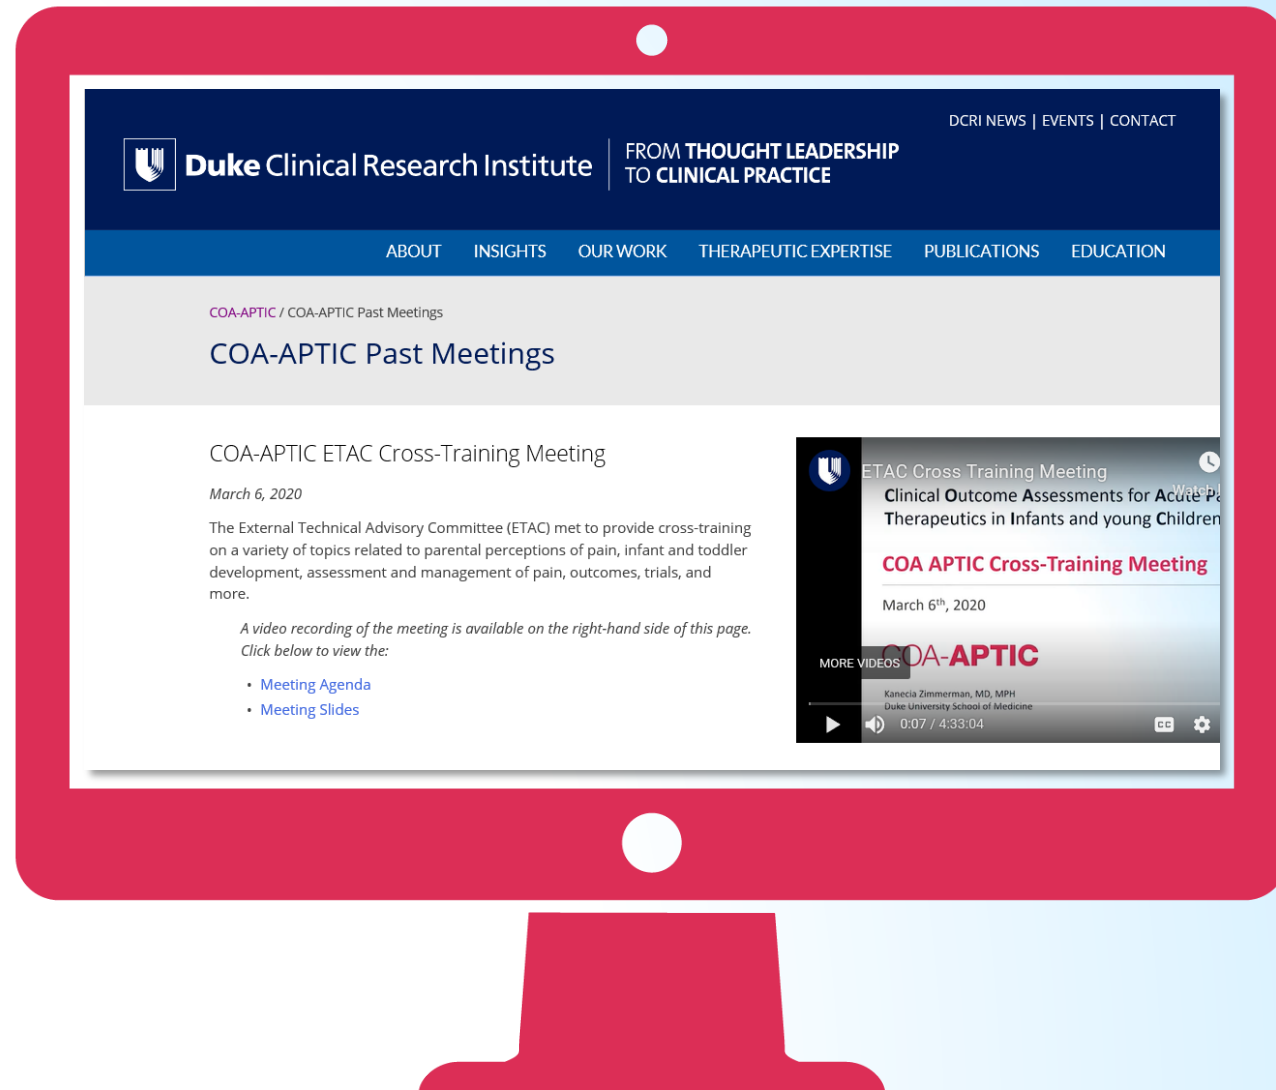 DCRI NEWS | EVENTS | CONTACT
Duke Clinical Research Institute
FROM THOUGHT LEADERSHIP
TO CLINICAL PRACTICE
ABOUT INSIGHTS OUR WORK THERAPEUTIC EXPERTISE PUBLICATIONS EDUCATION
COA-APTIC / COA-APTIC Past Meetings
COA-APTIC Past Meetings
COA-APTIC ETAC Cross-Training Meeting
March 6, 2020
The External Technical Advisory Committee (ETAC) met to provide cross-training
on a variety of topics related to parental perceptions of pain, infant and toddler
development, assessment and management of pain, outcomes, trials, and
more.
A video recording of the meeting is available on the right-hand side of this page.
Click below to view the:
• Meeting Agenda
• Meeting Slides
ETAC Cross Training Meeting
Watch
Clinical Outcome Assessments for Acute
Therapeutics in Infants and young Children
COA APTIC Cross-Training Meeting
March 6th, 2020
COA-APTIC
MORE VIDEOS
Kanecia Zimmerman, MD, MPH
Duke University School of Medicine
0:07 / 4:33:04
CC